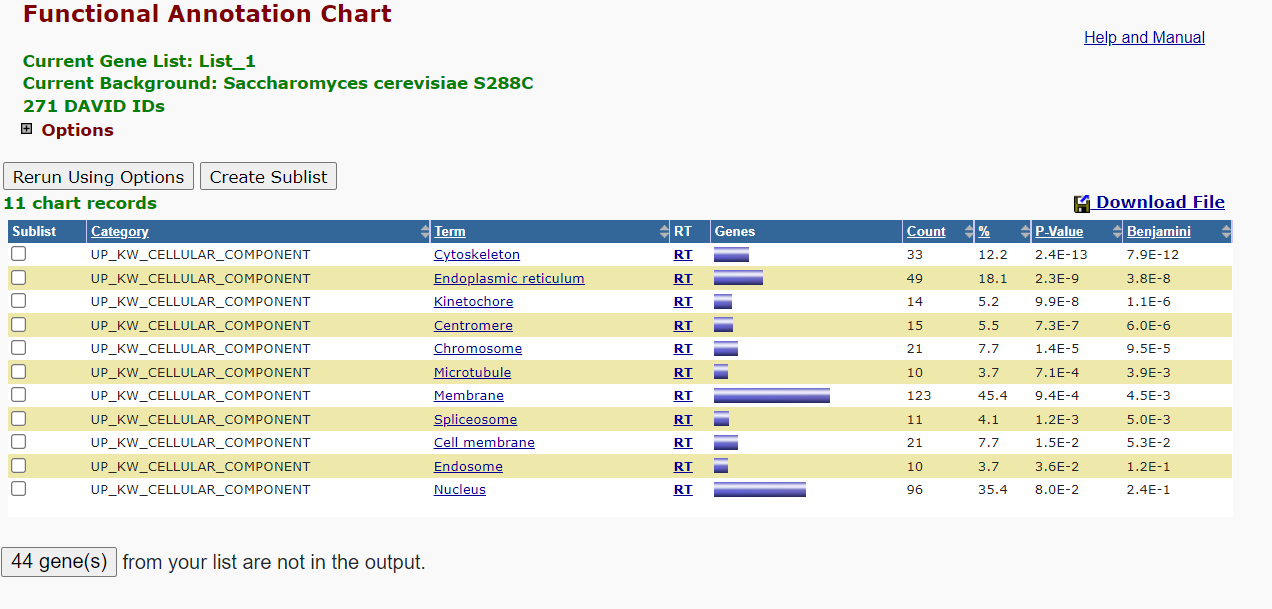 Functional Annotation Chart
Help and Manual
Current Gene List: List_1
Current Background: Saccharomyces cerevisiae S288C
271 DAVID IDs
Options
Rerun Using Options Create Sublist
11 chart records Download File
Sublist Category Term RT Genes Count % P-Value Benjamini
UP_KW_CELLULAR_COMPONENT Cytoskeleton RT 33 12.2 2.4E-13 7.9E-12
UP_KW_CELLULAR_COMPONENT Endoplasmic reticulum RT 49 18.1 2.3E-9 3.8E-8
UP_KW_CELLULAR_COMPONENT Kinetochore RT 14 5.2 9.9E-8 1.1E-6
UP_KW_CELLULAR_COMPONENT Centromere RT 15 5.5 7.3E-7 6.0E-6
UP_KW_CELLULAR_COMPONENT Chromosome RT 21 7.7 1.4E-5 9.5E-5
UP_KW_CELLULAR_COMPONENT Microtubule RT 10 3.7 7.1E-4 3.9E-3
UP_KW_CELLULAR_COMPONENT Membrane RT 123 45.4 9.4E-4 4.5E-3
UP_KW_CELLULAR_COMPONENT Spliceosome RT 11 4.1 1.2E-3 5.0E-3
UP_KW_CELLULAR_COMPONENT Cell membrane RT 21 7.7 1.5E-2 5.3E-2
UP_KW_CELLULAR_COMPONENT Endosome RT 10 3.7 3.6E-2 1.2E-1
UP_KW_CELLULAR_COMPONENT Nucleus RT 96 35.4 8.0E-2 2.4E-1
44 gene(s) from your list are not in the output.